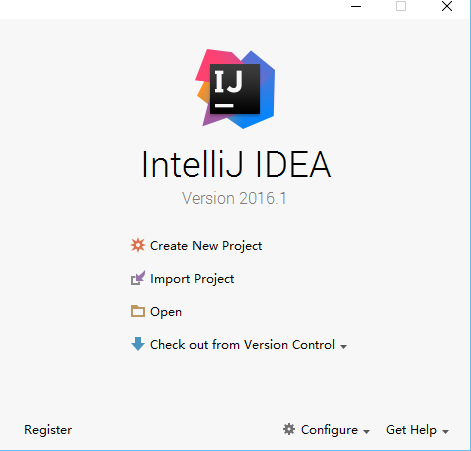 IJ
IntelliJ IDEA
Version 2016.1
Create New Project
Import Project
Open
Check out from Version Control
Register
Configure
Get Help